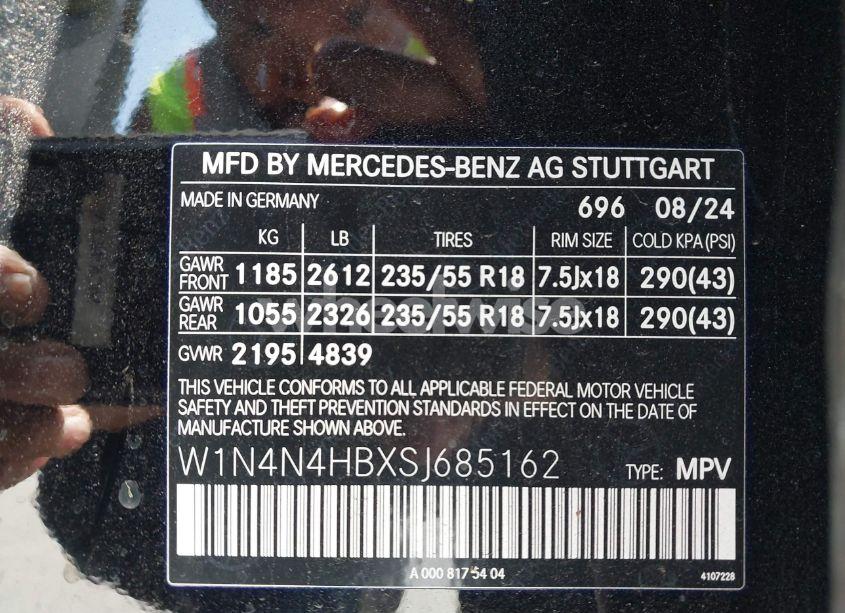 MFD BY MERCEDES-BENZ AG STUTTGART
MADE IN GERMANY 696 08/24
KG LB TIRES RIM SIZE COLD KPA(PSI)
GAWR FRONT 1185 2612 235/55 R18 7.5Jx18 290(43)
GAWR REAR 1055 2326 235/55 R18 7.5Jx18 290(43)
GVWR 2195 4839
THIS VEHICLE CONFORMS TO ALL APPLICABLE FEDERAL MOTOR VEHICLE
SAFETY AND THEFT PREVENTION STANDARDS IN EFFECT ON THE DATE OF
MANUFACTURE SHOWN ABOVE.
W1N4N4HBXSJ685162 TYPE: MPV
A 000 817 54 04 4107228